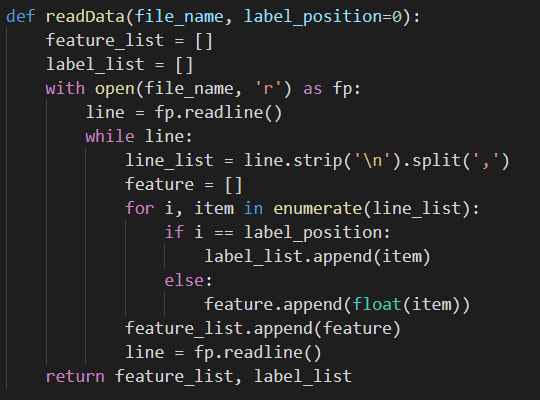 def readData(file_name, label_position=0):
    feature_list = []
    label_list = []
    with open(file_name, 'r') as fp:
        line = fp.readline()
        while line:
            line_list = line.strip('\n').split(',')
            feature = []
            for i, item in enumerate(line_list):
                if i == label_position:
                    label_list.append(item)
                else:
                    feature.append(float(item))
            feature_list.append(feature)
            line = fp.readline()
    return feature_list, label_list